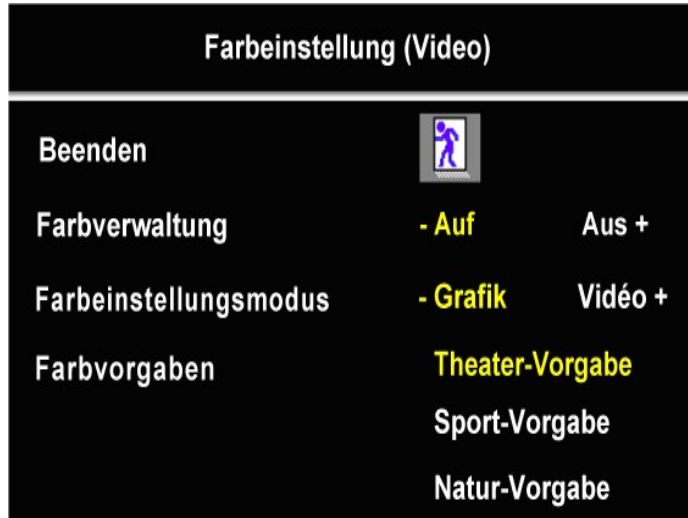 Farbeinstellung (Video)
Beenden
Farbverwaltung - Auf Aus +
Farbeinstellungsmodus - Grafik Vidéo +
Farbvorgaben Theater-Vorgabe
Sport-Vorgabe
Natur-Vorgabe